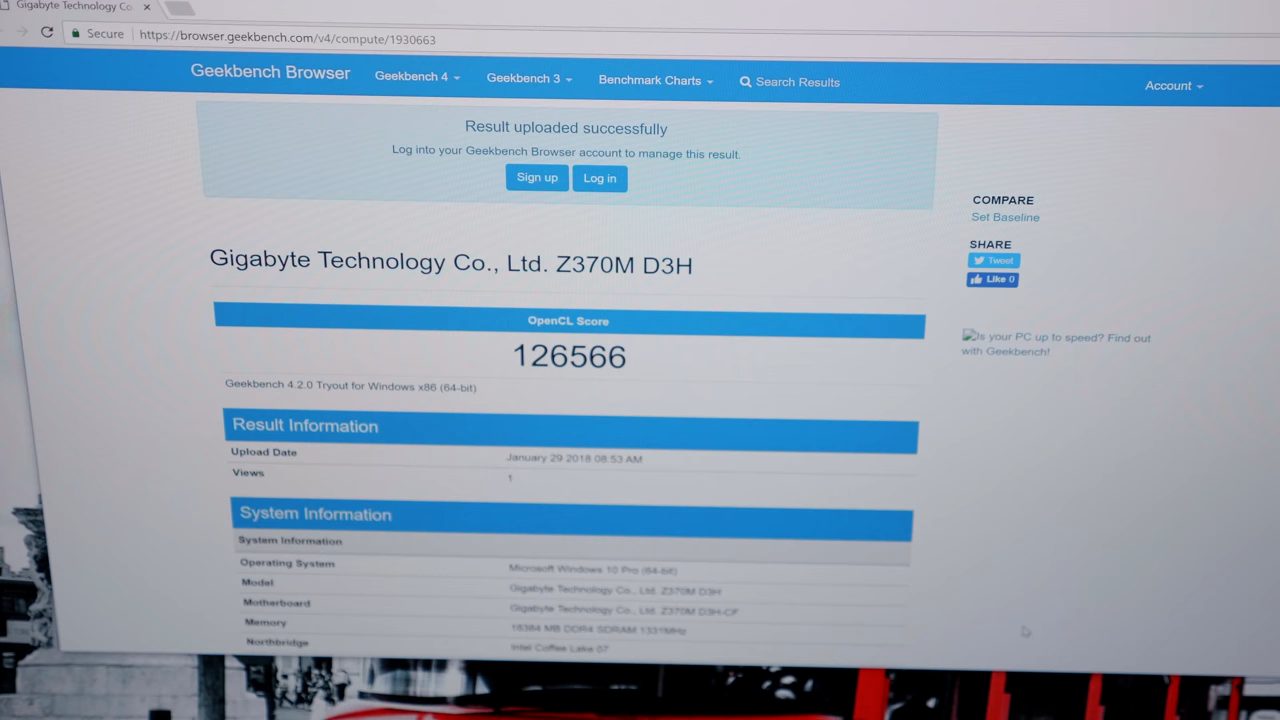 Gigabyte Technology Co
Secure https://browser.geekbench.com/v4/compute/1930663
Geekbench Browser Geekbench 4 Geekbench 3 Benchmark Charts Search Results Account
Result uploaded successfully
Log into your Geekbench Browser account to manage this result.
Sign up Log in
COMPARE
Set Baseline
SHARE
Tweet
Like 0
Is your PC up to speed? Find out
with Geekbench!
Gigabyte Technology Co., Ltd. Z370M D3H
OpenCL Score
126566
Geekbench 4.2.0 Tryout for Windows x86 (64-bit)
Result Information
Upload Date January 29 2018 08:53 AM
Views 1
System Information
System Information
Operating System Microsoft Windows 10 Pro (64-bit)
Model Gigabyte Technology Co., Ltd. Z370M D3H
Motherboard Gigabyte Technology Co., Ltd. Z370M D3H-CF
Memory 16384 MB DDR4 SDRAM 1331MHz
Northbridge Intel Coffee Lake 07